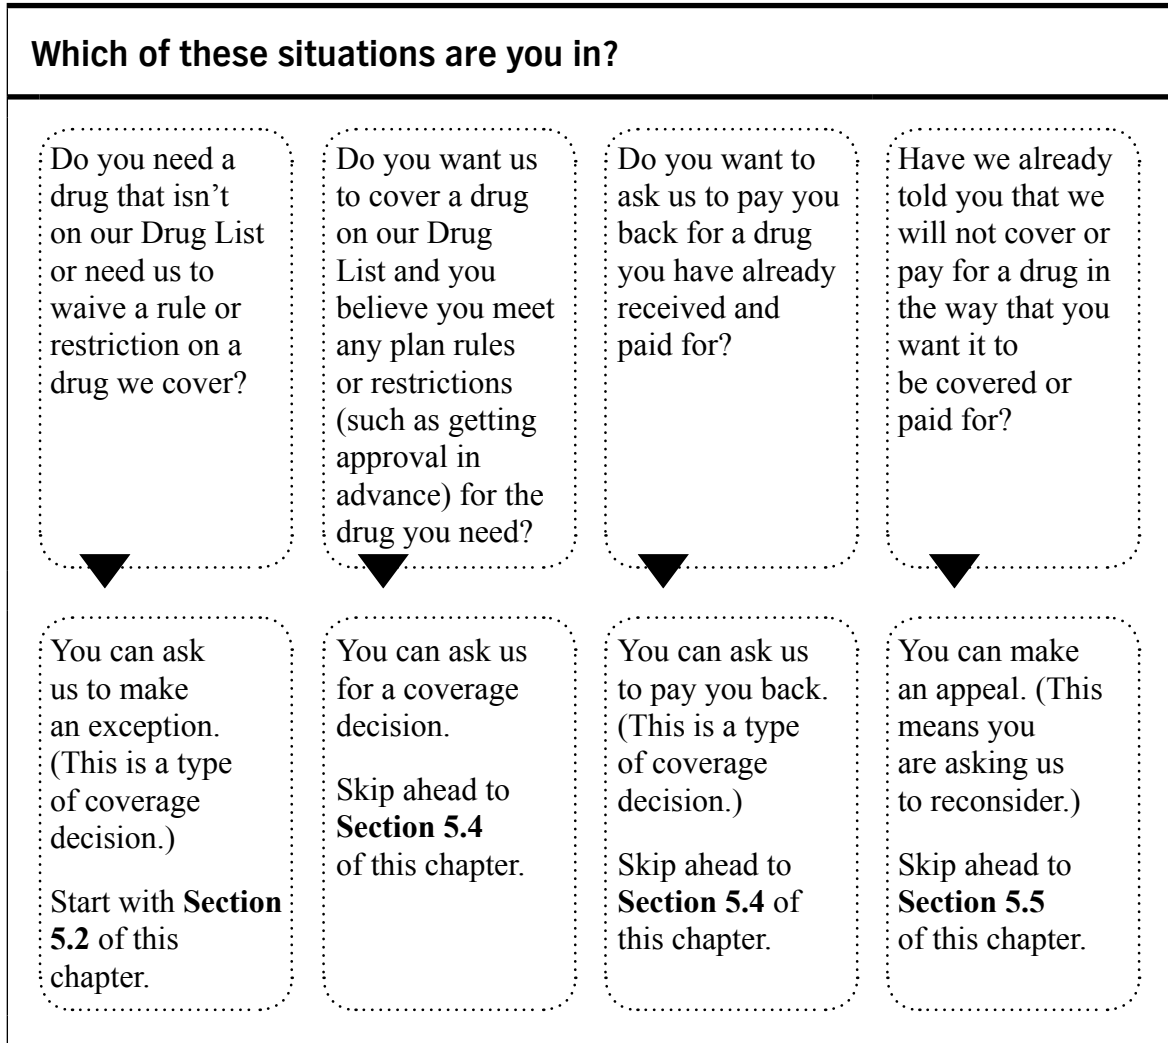 Which of these situations are you in?
Do you need a
drug that isn’t
on our Drug List
or need us to
waive a rule or
restriction on a
drug we cover?
You can ask
us to make
an exception.
(This is a type
of coverage
decision.)
Start with Section
5.2 of this
chapter.
Do you want us
to cover a drug
on our Drug
List and you
believe you meet
any plan rules
or restrictions
(such as getting
approval in
advance) for the
drug you need?
You can ask us
for a coverage
decision.
Skip ahead to
Section 5.4
of this chapter.
Do you want to
ask us to pay you
back for a drug
you have already
received and
paid for?
You can ask us
to pay you back.
(This is a type
of coverage
decision.)
Skip ahead to
Section 5.4 of
this chapter.
Have we already
told you that we
will not cover or
pay for a drug in
the way that you
want it to
be covered or
paid for?
You can make
an appeal. (This
means you
are asking us
to reconsider.)
Skip ahead to
Section 5.5
of this chapter.